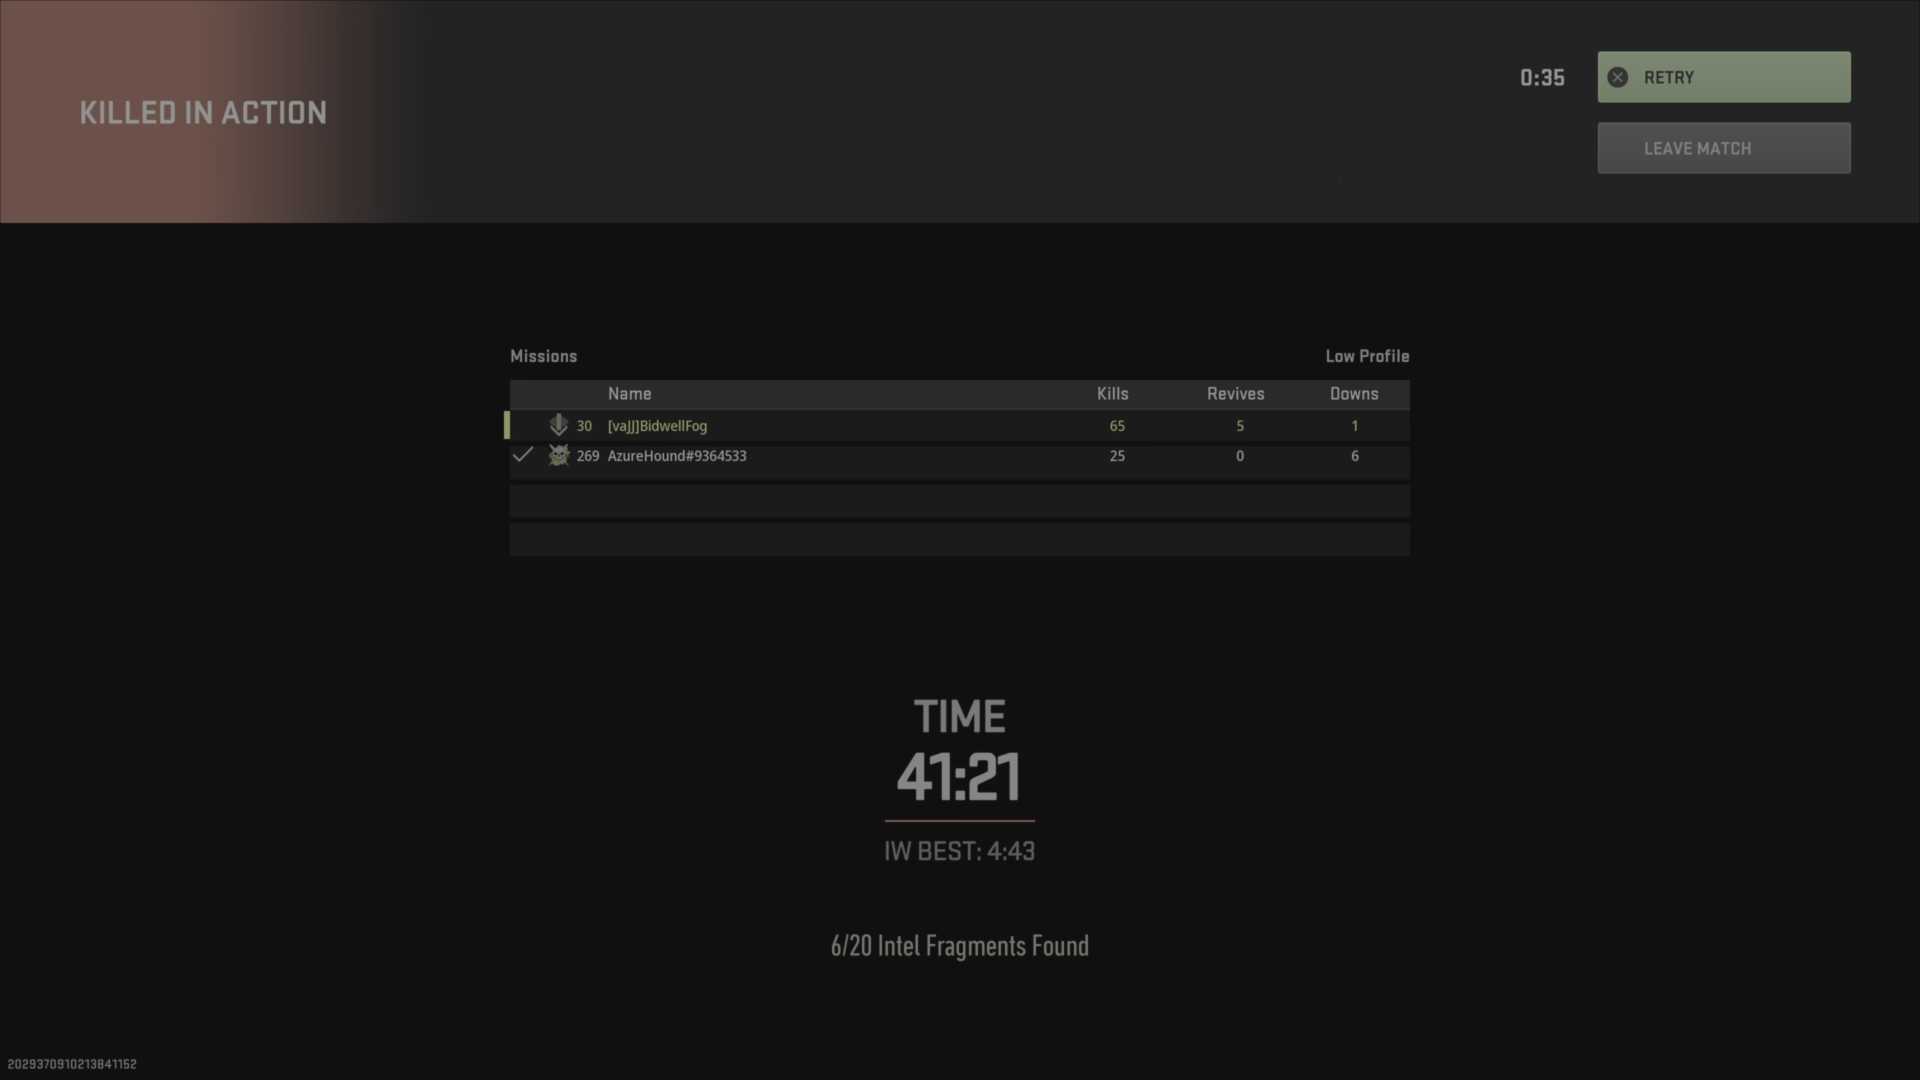 KILLED IN ACTION
0:35
RETRY
LEAVE MATCH
Missions Low Profile
Name Kills Revives Downs
30 [vaJJ]BidwellFog 65 5 1
269 AzureHound#9364533 25 0 6
TIME
41:21
IW BEST: 4:43
6/20 Intel Fragments Found
2029370910213841152